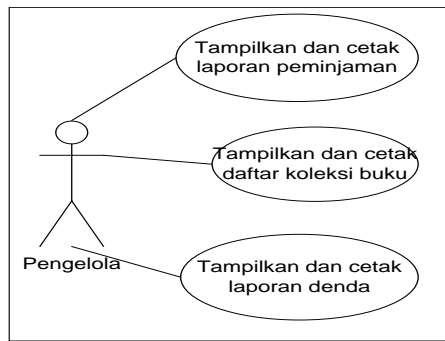 Tampilkan dan cetak
laporan peminjaman
Tampilkan dan cetak
daftar koleksi buku
Pengelola
Tampilkan dan cetak
laporan denda